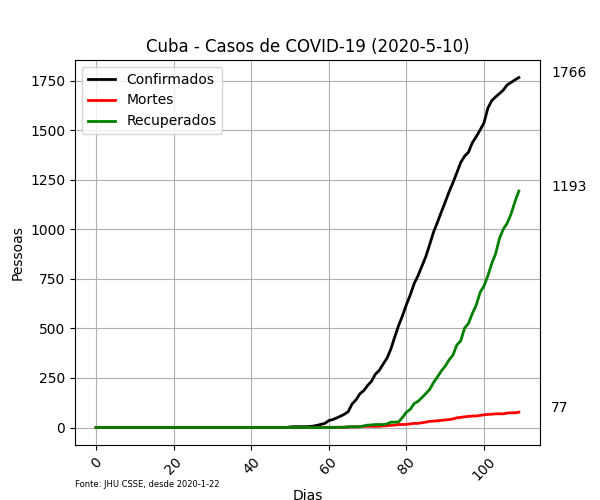 Cuba - Casos de COVID-19 (2020-5-10)
Confirmados
Mortes
Recuperados
1766
1193
77
1750
1500
1250
1000
750
500
250
0
Pessoas
0
20
40
60
80
100
Fonte: JHU CSSE, desde 2020-1-22
Dias